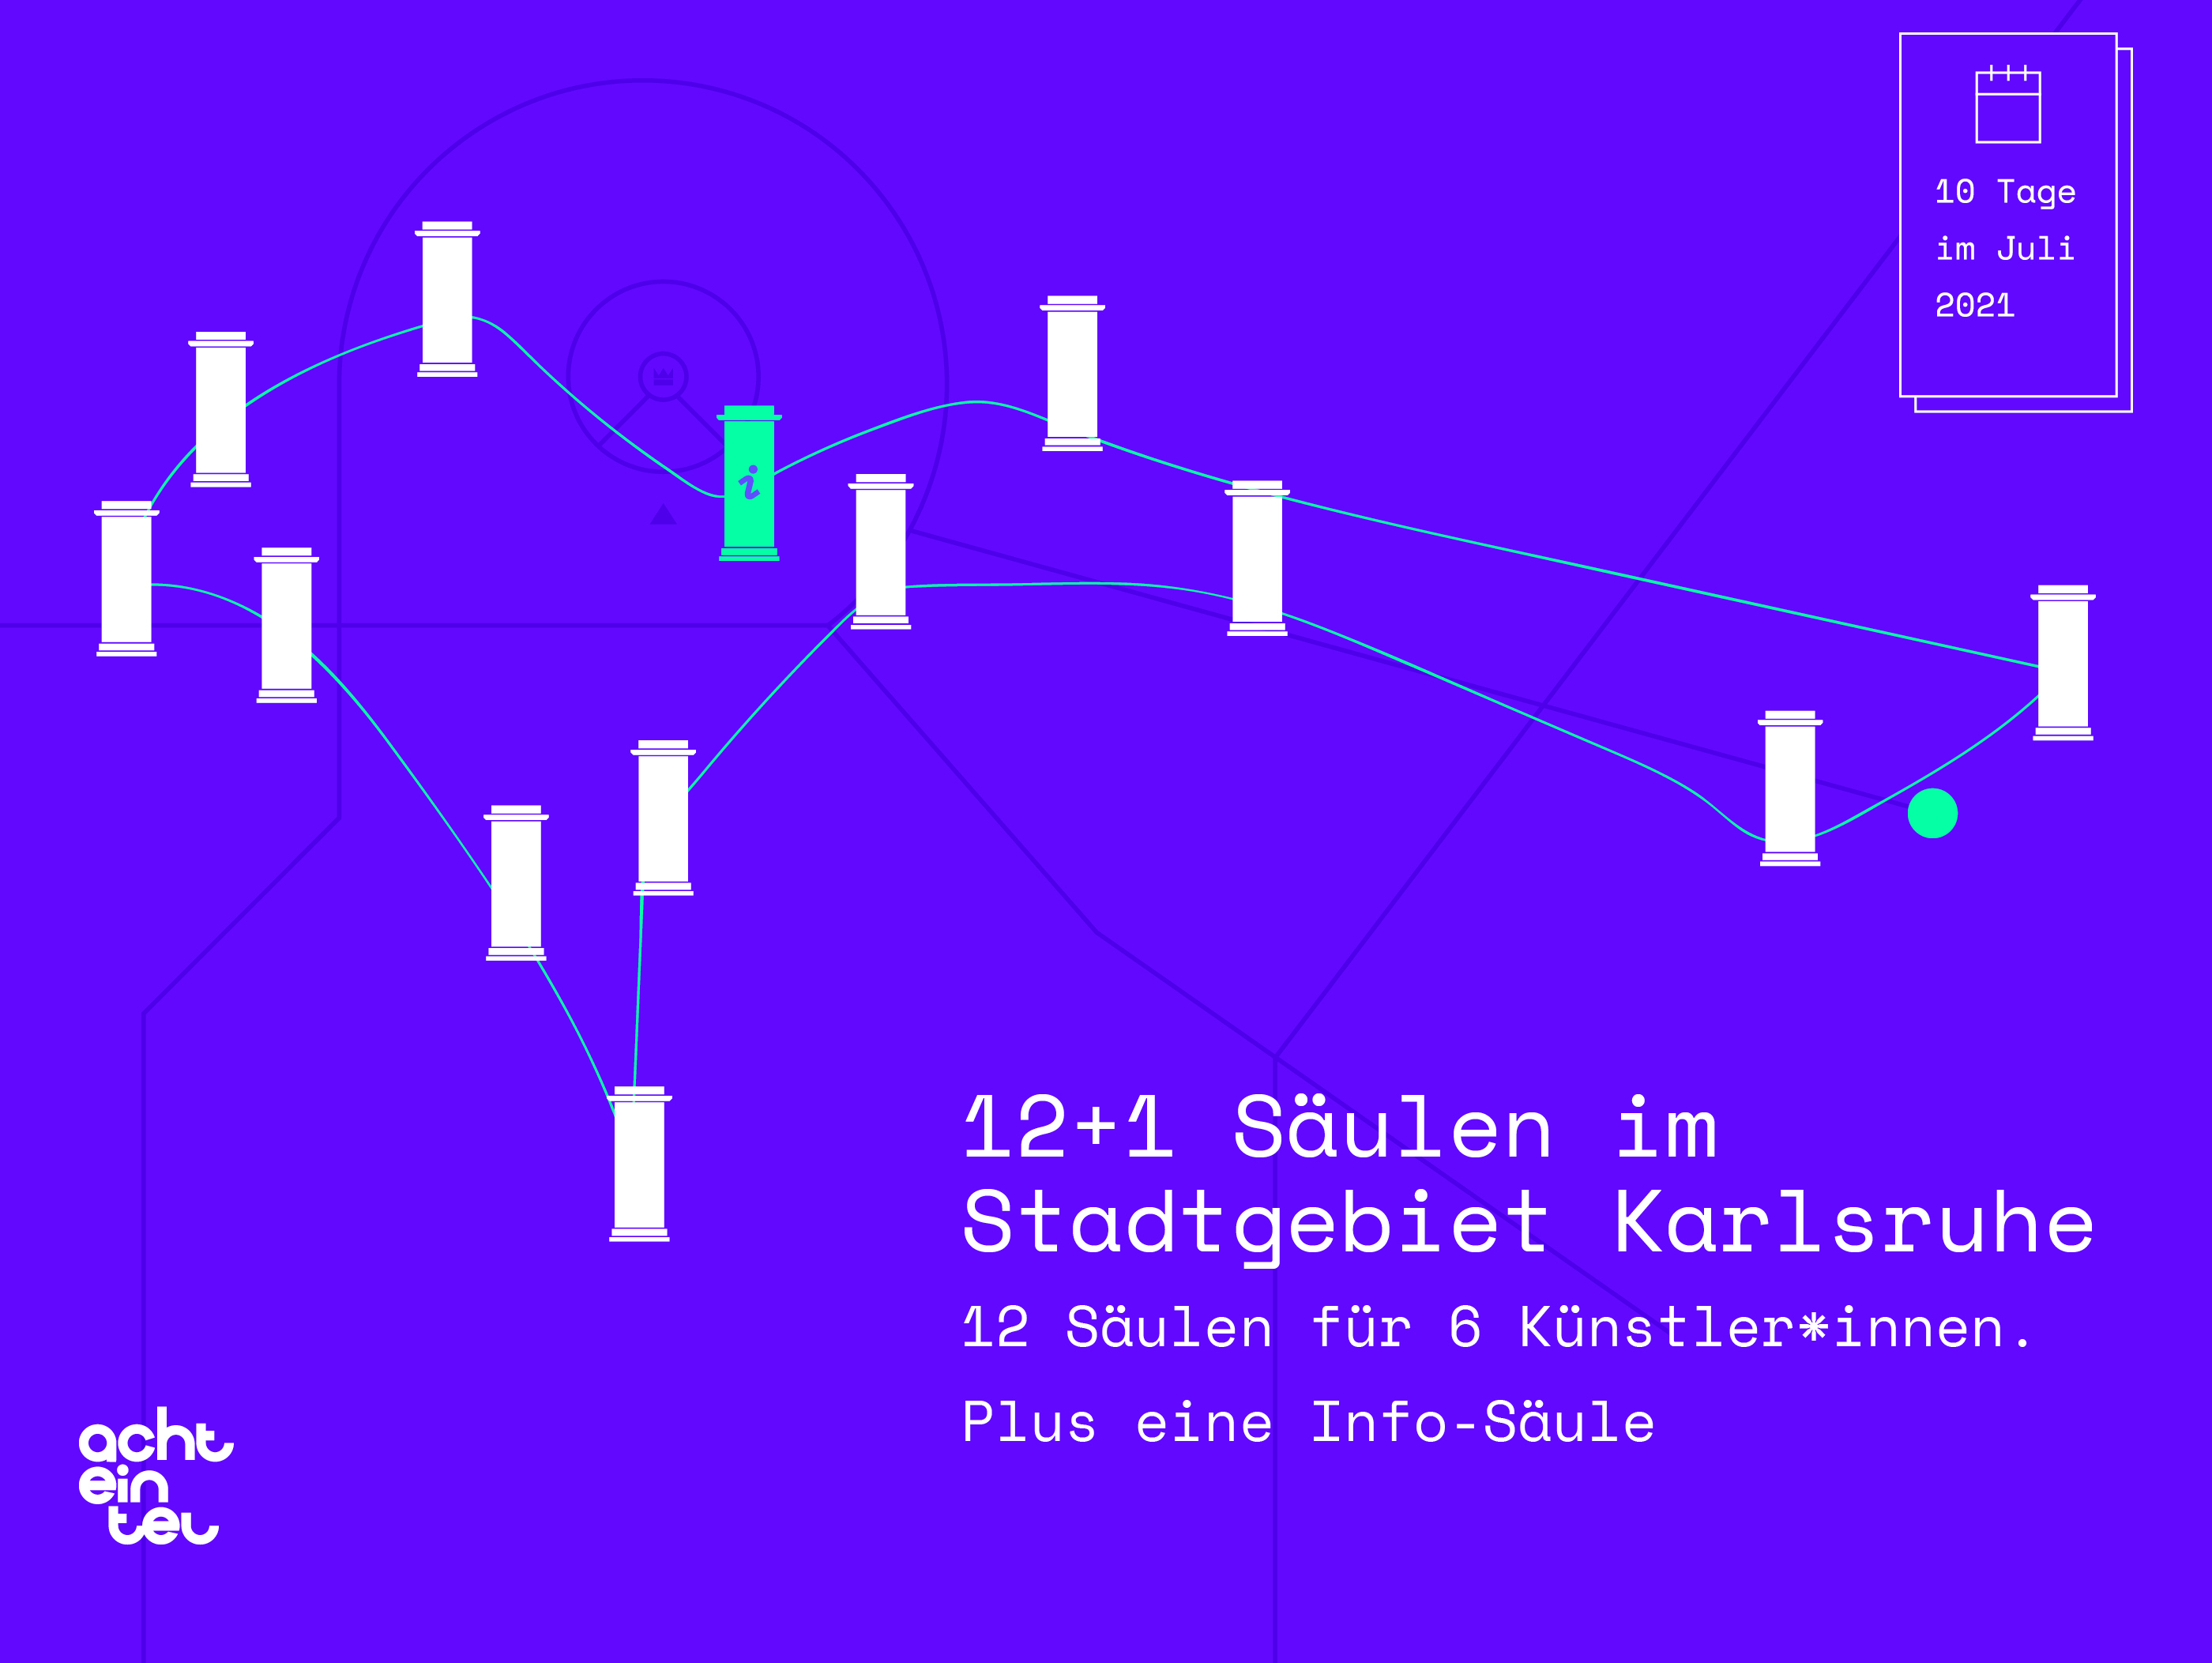 10 Tage
im Juli
2021
i
12+1 Säulen im
Stadtgebiet Karlsruhe
12 Säulen für 6 Künstler*innen.
Plus eine Info-Säule
acht
ein
tel